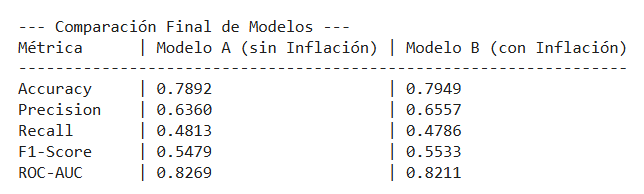 --- Comparación Final de Modelos ---
Métrica      | Modelo A (sin Inflación) | Modelo B (con Inflación)
----------------------------------------------------------------
Accuracy     | 0.7892                   | 0.7949
Precision    | 0.6360                   | 0.6557
Recall       | 0.4813                   | 0.4786
F1-Score     | 0.5479                   | 0.5533
ROC-AUC      | 0.8269                   | 0.8211